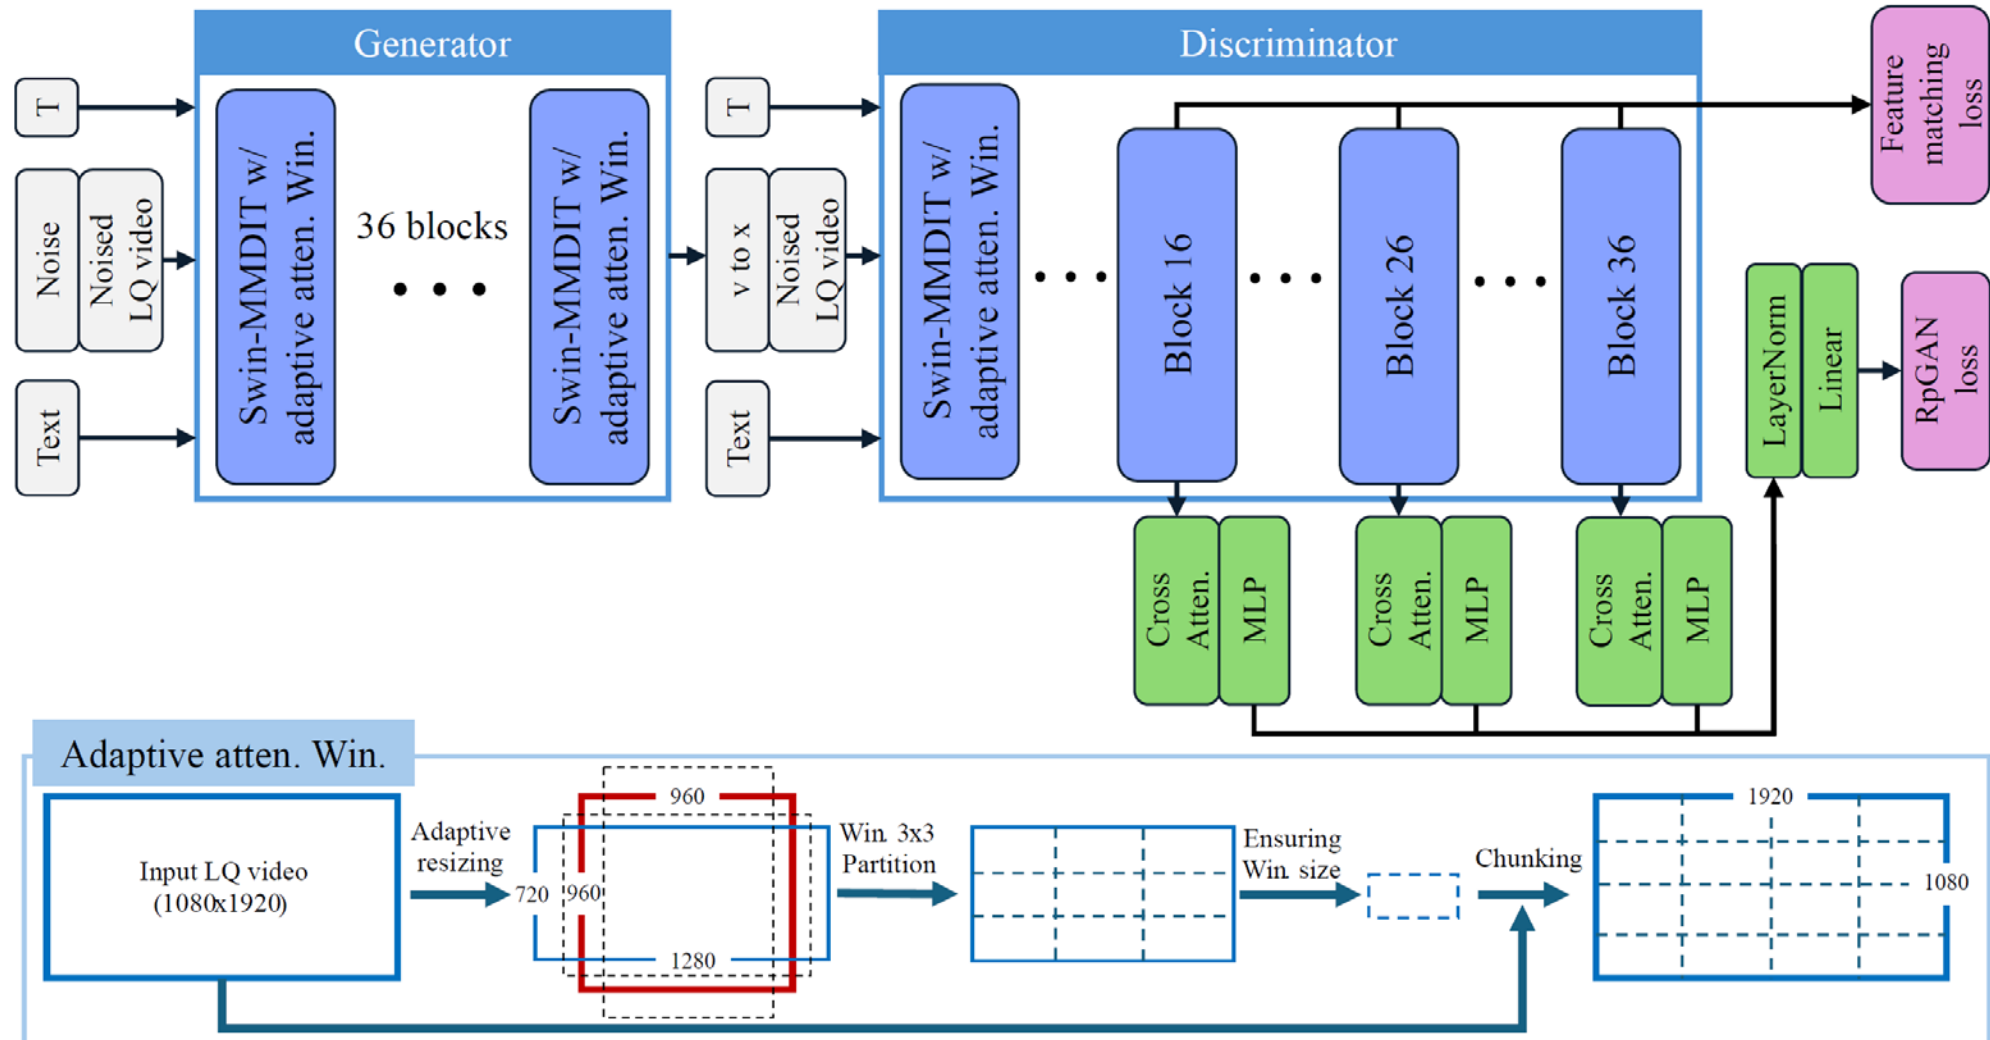 Generator
Discriminator
T
Noise
Noised
LQ video
Text
Swin-MMDIT w/
adaptive atten. Win.
36 blocks
Swin-MMDIT w/
adaptive atten. Win.
T
v to x
Noised
LQ video
Text
Swin-MMDIT w/
adaptive atten. Win.
Block 16
Block 26
Block 36
Feature
matching
loss
LayerNorm
Linear
RpGAN
loss
Cross
Atten.
MLP
Cross
Atten.
MLP
Cross
Atten.
MLP
Adaptive atten. Win.
Input LQ video
(1080x1920)
Adaptive
resizing
960
720
960
1280
Win. 3x3
Partition
Ensuring
Win. size
Chunking
1920
1080